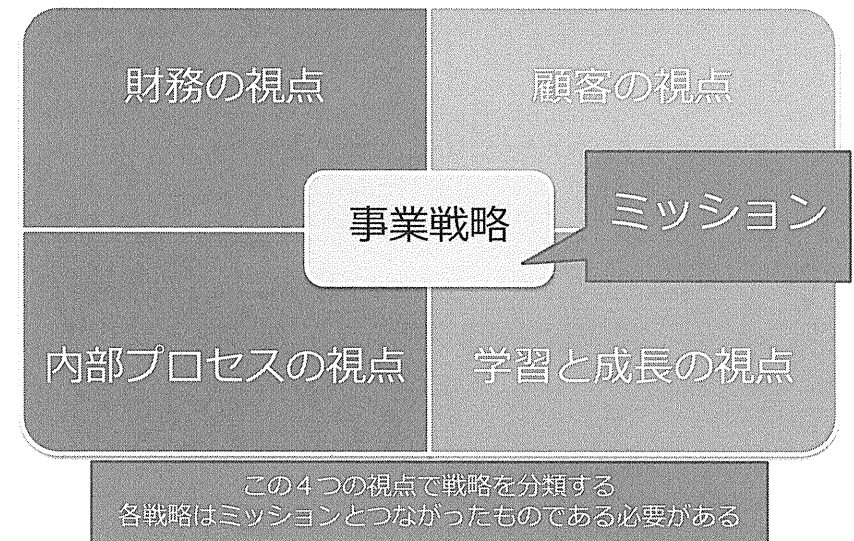 財務の視点
顧客の視点
事業戦略
ミッション
内部プロセスの視点
学習と成長の視点
この４つの視点で戦略を分類する
各戦略はミッションとつながったものである必要がある